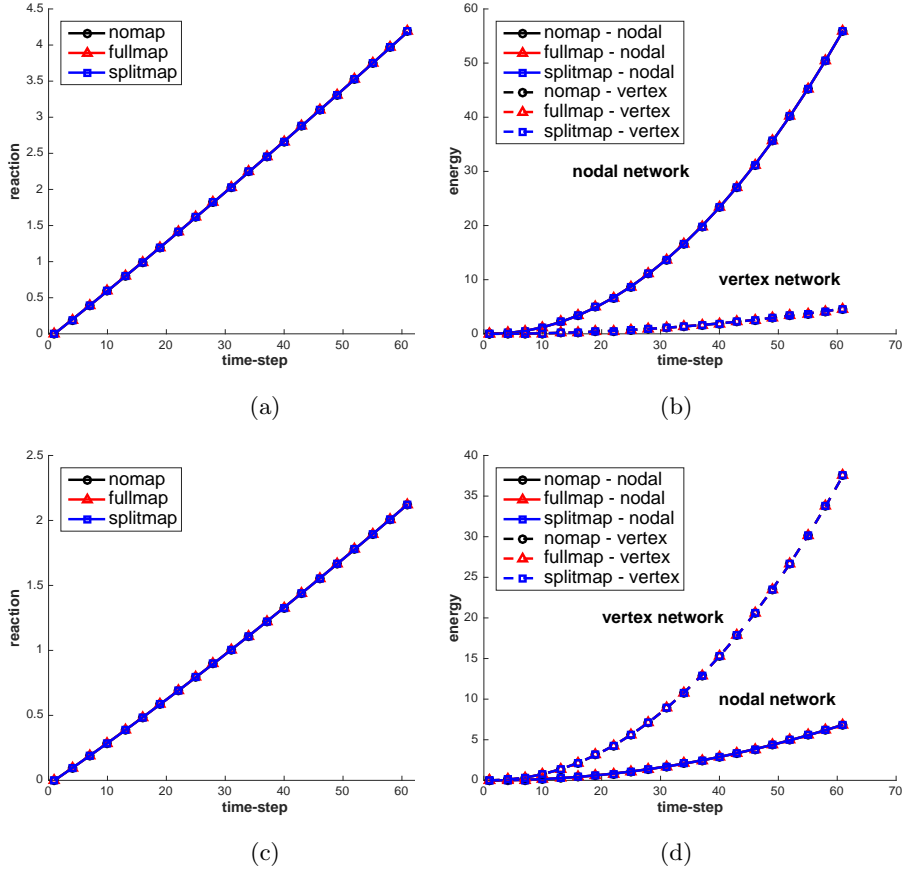 4.5
4
3.5
3
2.5
2
1.5
1
0.5
0
reaction
nomap
fullmap
splitmap
0 10 20 30 40 50 60
time-step
(a)
60
50
40
30
20
10
0
energy
nomap - nodal
fullmap - nodal
splitmap - nodal
nomap - vertex
fullmap - vertex
splitmap - vertex
nodal network
vertex network
0 10 20 30 40 50 60 70
time-step
(b)
2.5
2
1.5
1
0.5
0
reaction
nomap
fullmap
splitmap
0 10 20 30 40 50 60
time-step
(c)
40
35
30
25
20
15
10
5
0
energy
nomap - nodal
fullmap - nodal
splitmap - nodal
nomap - vertex
fullmap - vertex
splitmap - vertex
vertex network
nodal network
0 10 20 30 40 50 60 70
time-step
(d)